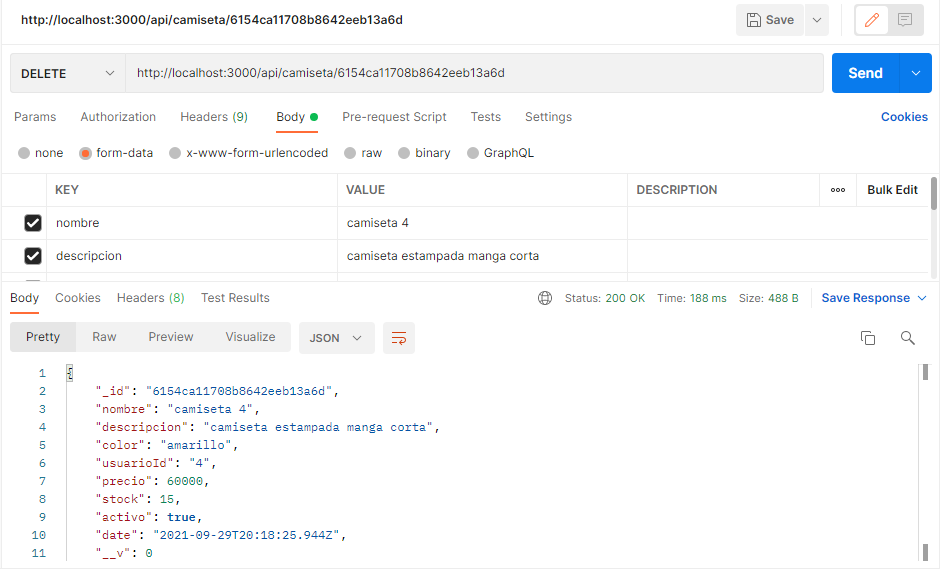 http://localhost:3000/api/camiseta/6154ca11708b8642eeb13a6d Save
DELETE http://localhost:3000/api/camiseta/6154ca11708b8642eeb13a6d Send
Params Authorization Headers (9) Body Pre-request Script Tests Settings Cookies
none form-data x-www-form-urlencoded raw binary GraphQL
KEY VALUE DESCRIPTION ooo Bulk Edit
nombre camiseta 4
descripcion camiseta estampada manga corta
Body Cookies Headers (8) Test Results Status: 200 OK Time: 188 ms Size: 488 B Save Response
Pretty Raw Preview Visualize JSON
1 {
2 "_id": "6154ca11708b8642eeb13a6d",
3 "nombre": "camiseta 4",
4 "descripcion": "camiseta estampada manga corta",
5 "color": "amarillo",
6 "usuarioId": "4",
7 "precio": 60000,
8 "stock": 15,
9 "activo": true,
10 "date": "2021-09-29T20:18:25.944Z",
11 "__v": 0